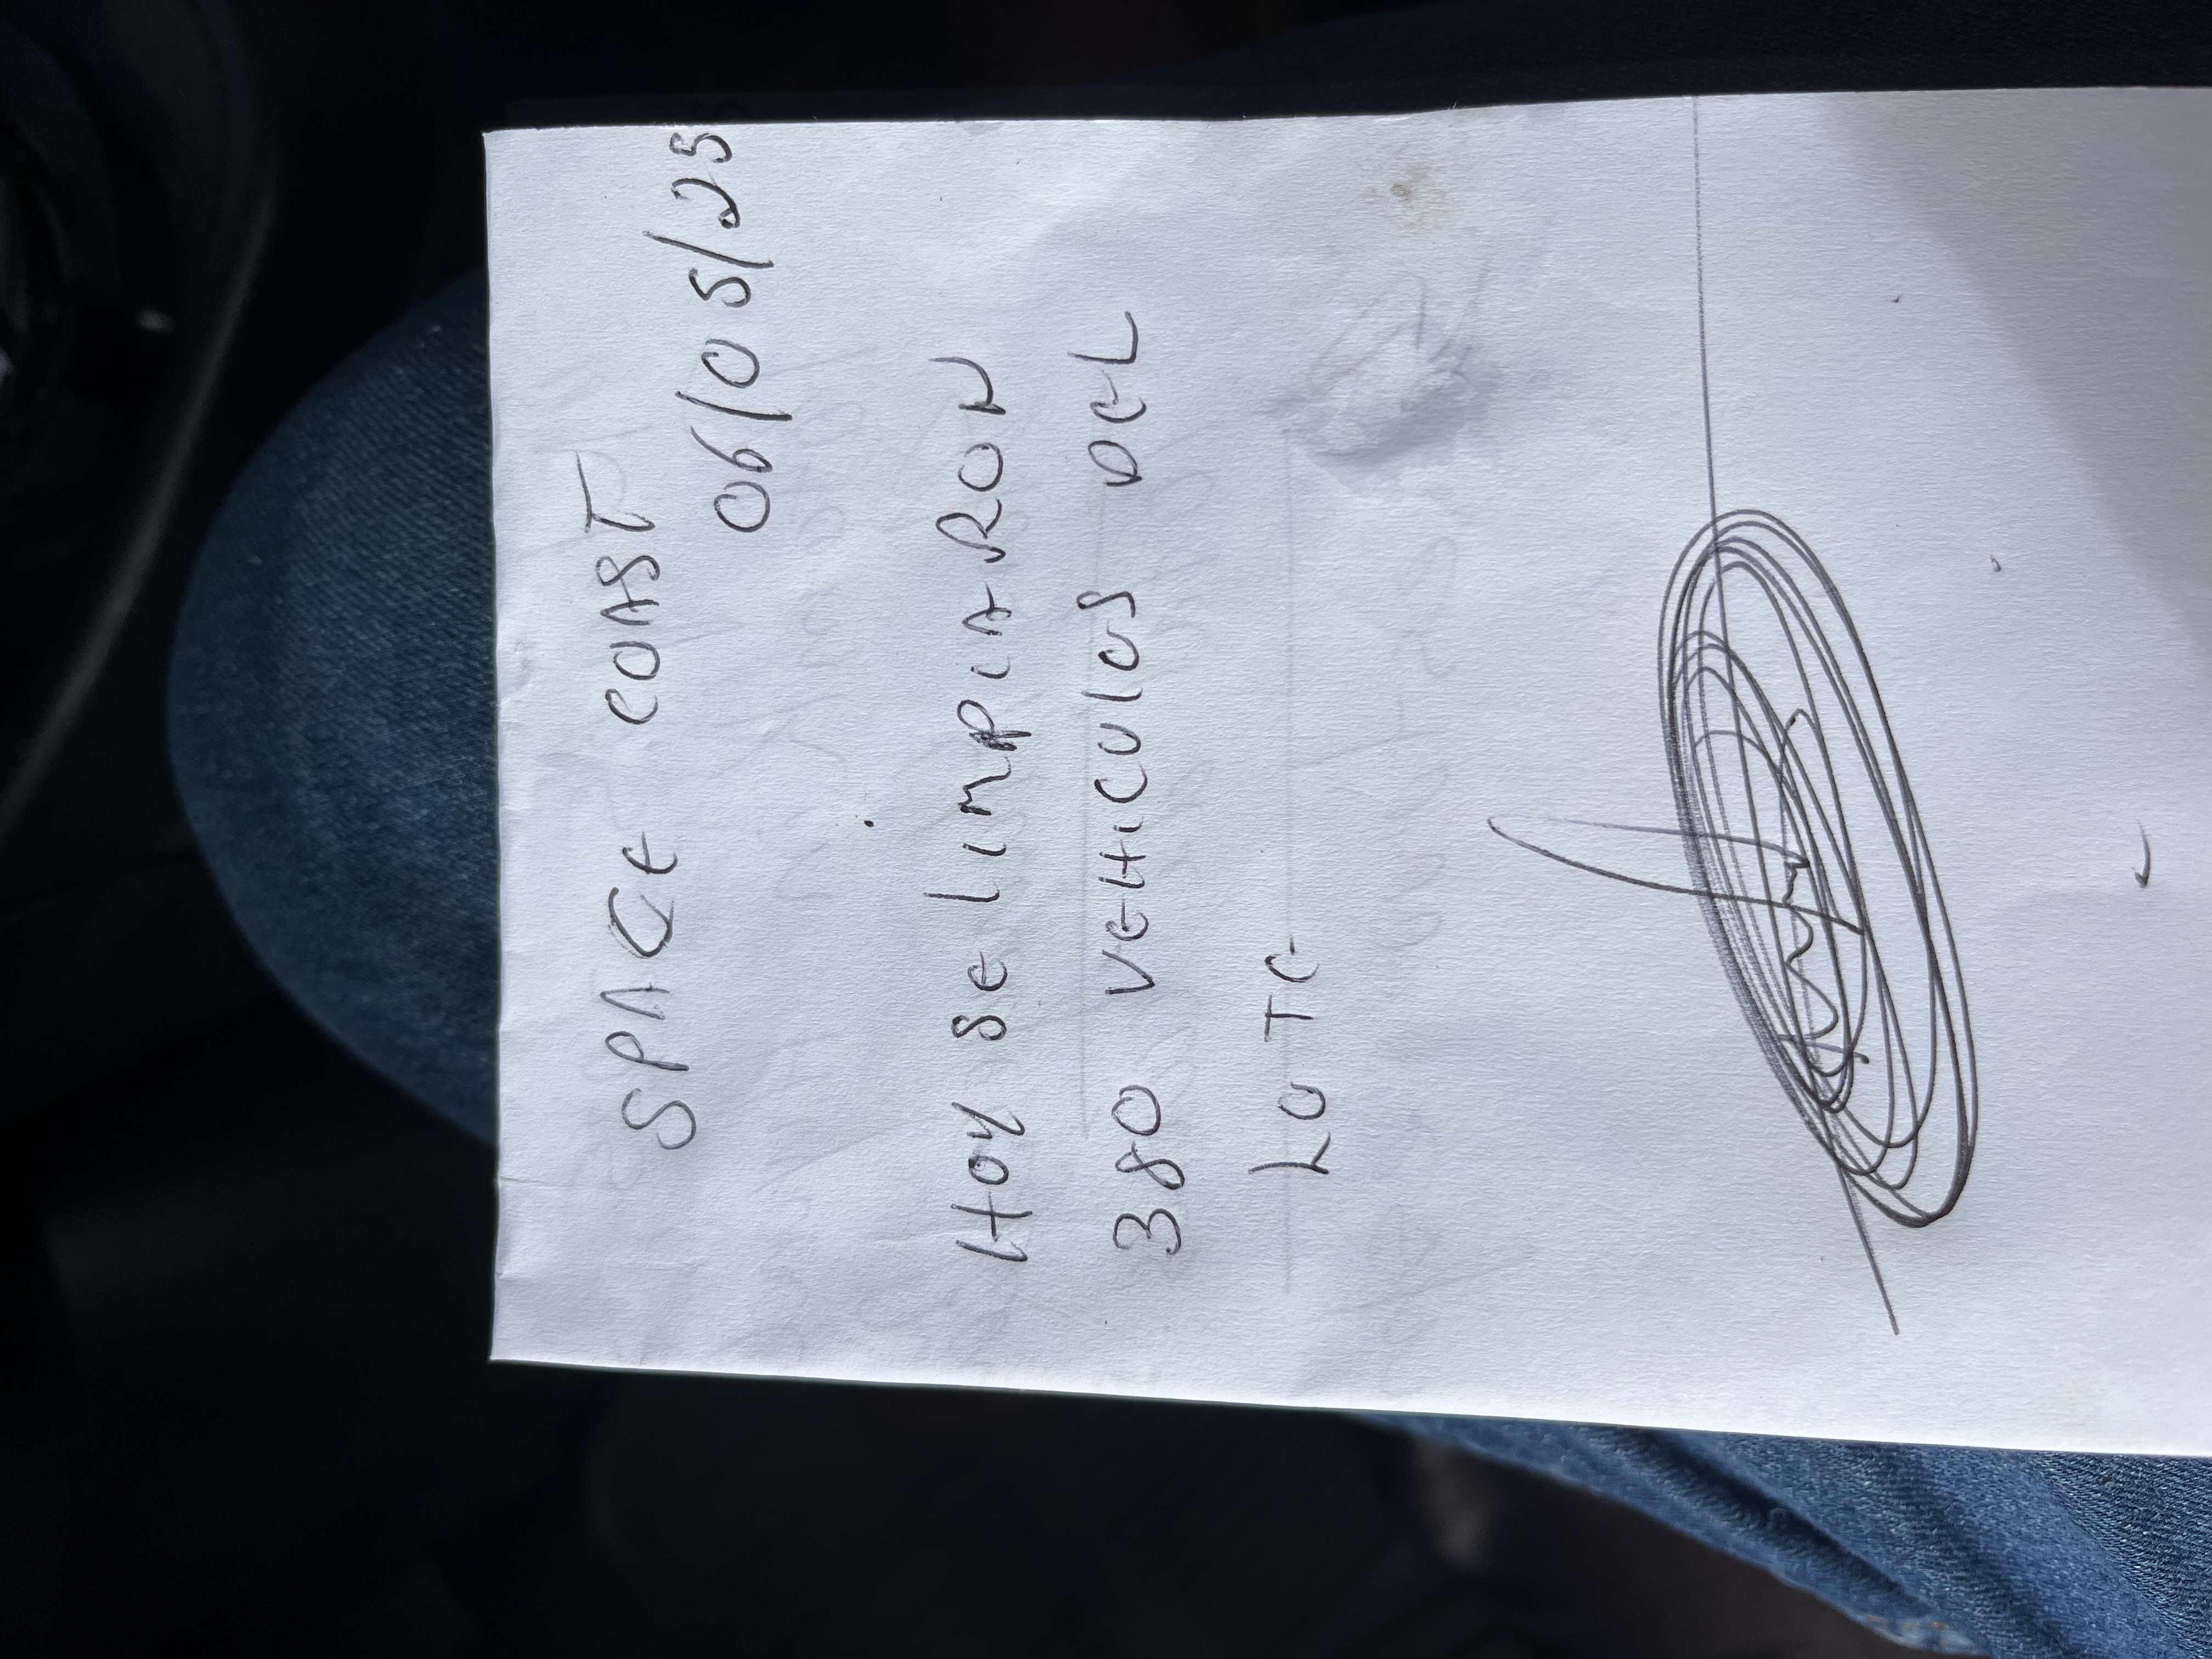 SPACE COAST
06/05/25
HOY SE LIMPIARON
380 VEHICULOS DEL
LOTE